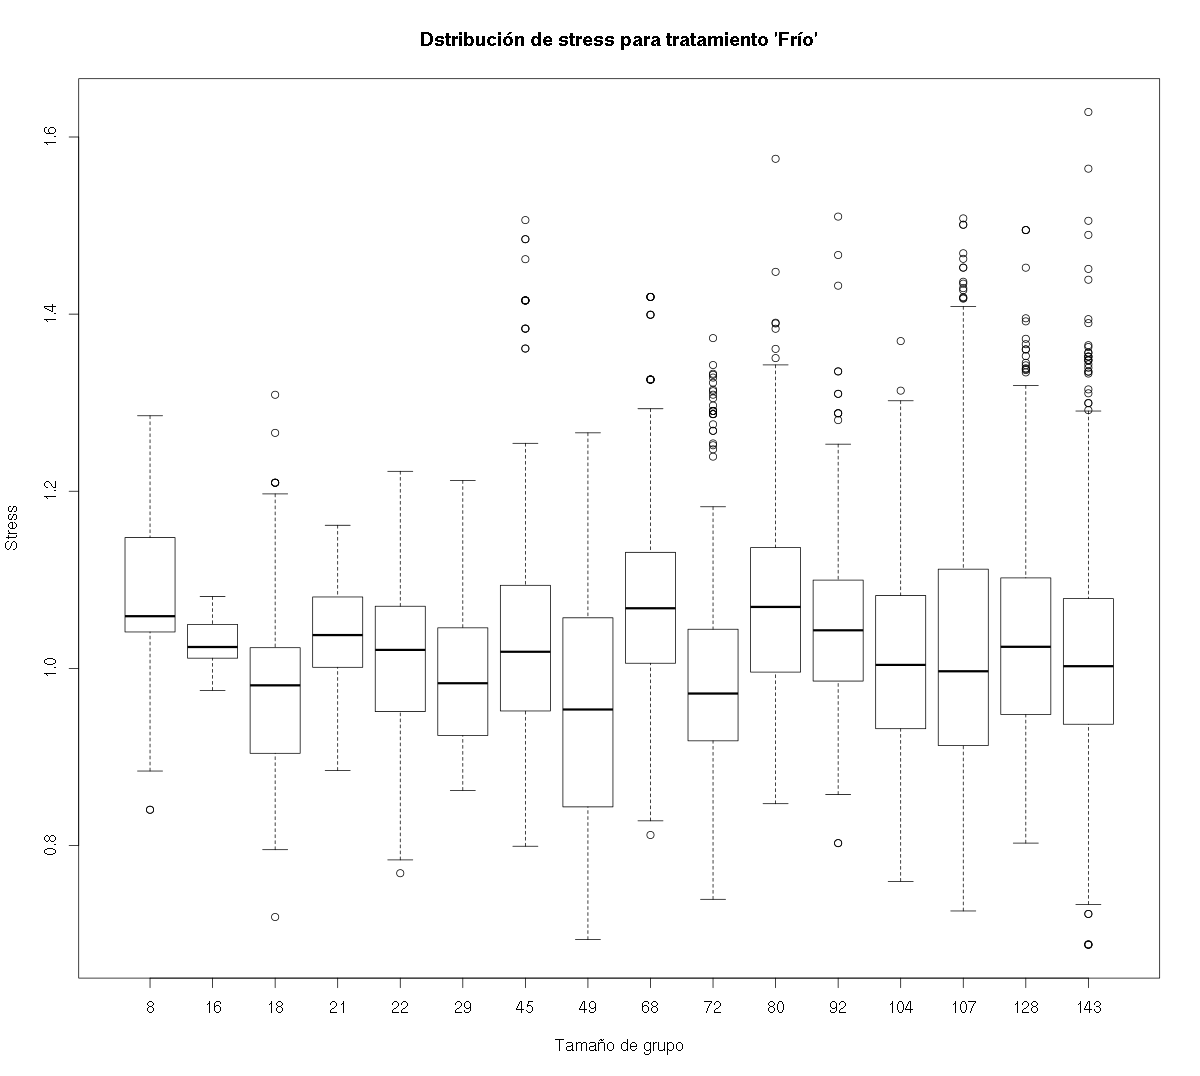 Dstribución de stress para tratamiento 'Frío'
1.6
1.4
1.2
1.0
0.8
Stress
8 16 18 21 22 29 45 49 68 72 80 92 104 107 128 143
Tamaño de grupo